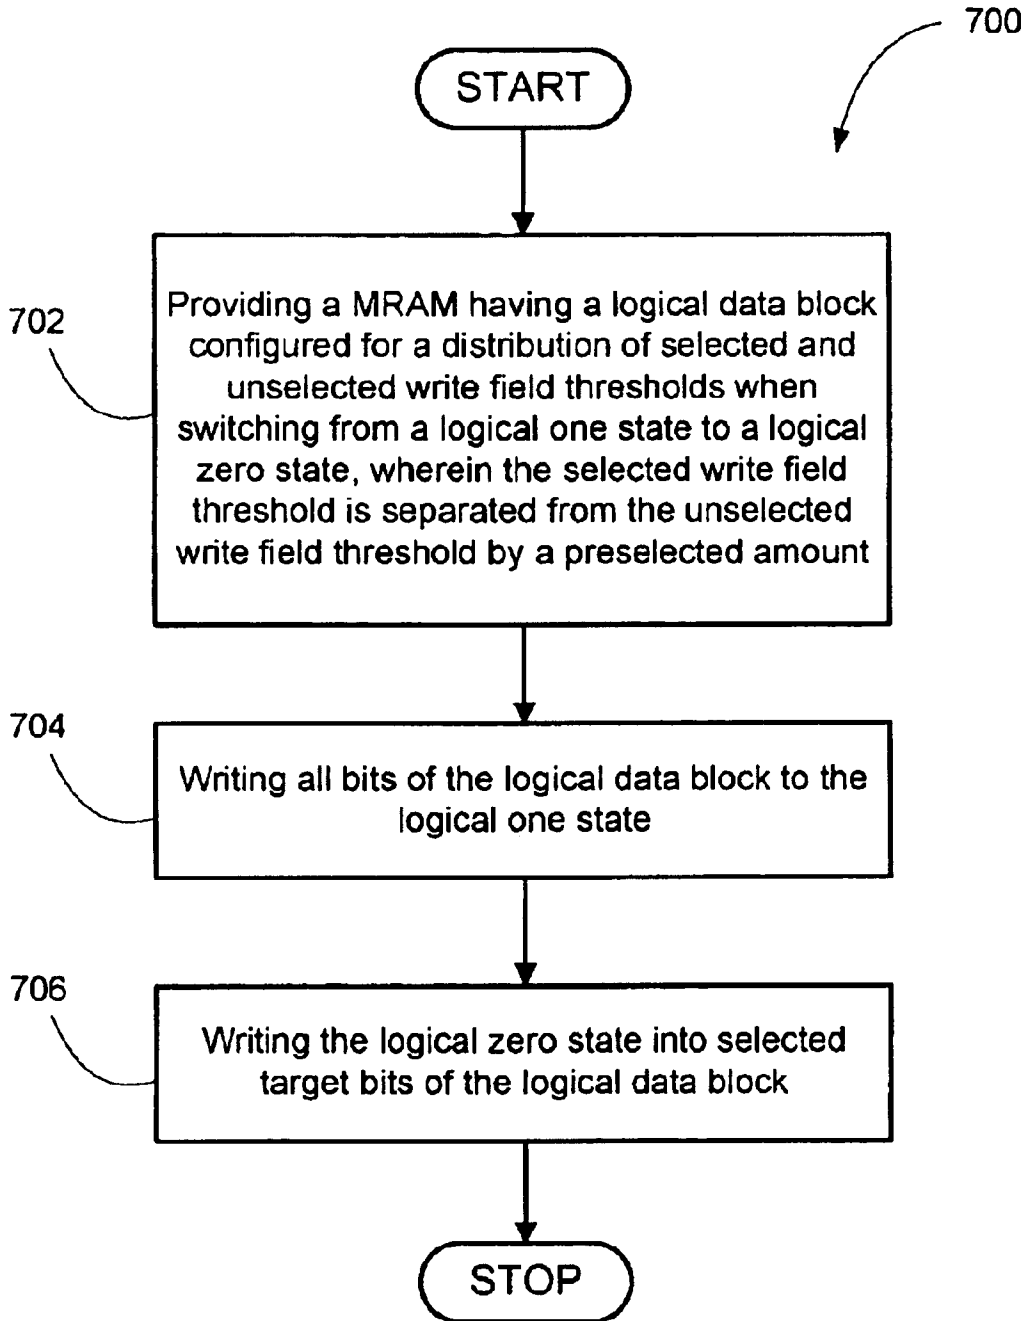 700
START
702
Providing a MRAM having a logical data block
configured for a distribution of selected and
unselected write field thresholds when
switching from a logical one state to a logical
zero state, wherein the selected write field
threshold is separated from the unselected
write field threshold by a preselected amount
704
Writing all bits of the logical data block to the
logical one state
706
Writing the logical zero state into selected
target bits of the logical data block
STOP